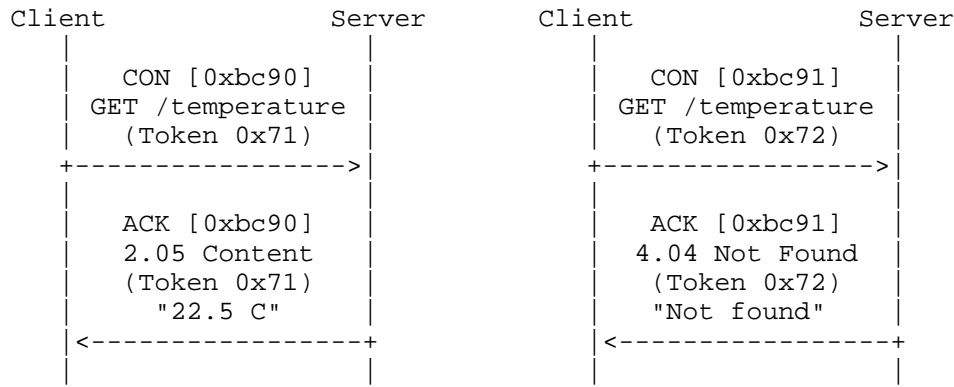 Client Server Client Server
CON [0xbc90] CON [0xbc91]
GET /temperature GET /temperature
(Token 0x71) (Token 0x72)
ACK [0xbc90] ACK [0xbc91]
2.05 Content 4.04 Not Found
(Token 0x71) (Token 0x72)
"22.5 C" "Not found"